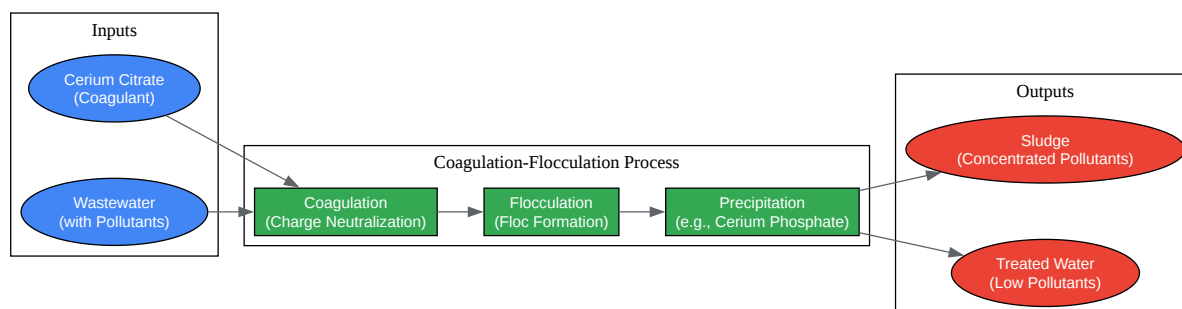 Inputs
Cerium Citrate
(Coagulant)
Wastewater
(with Pollutants)
Coagulation-Flocculation Process
Coagulation
(Charge Neutralization)
Flocculation
(Floc Formation)
Precipitation
(e.g., Cerium Phosphate)
Outputs
Sludge
(Concentrated Pollutants)
Treated Water
(Low Pollutants)